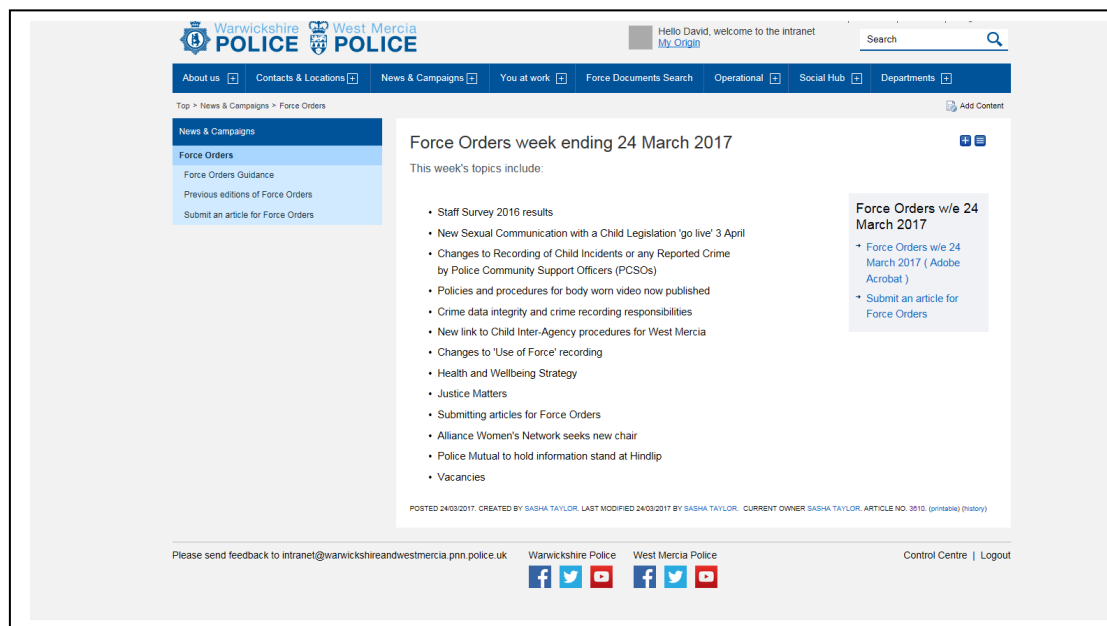 Warwickshire West Mercia
POLICE POLICE
Hello David, welcome to the intranet
My Origin
Search
About us Contacts & Locations News & Campaigns You at work Force Documents Search Operational Social Hub Departments
Top > News & Campaigns > Force Orders
Add Content
News & Campaigns
Force Orders
Force Orders Guidance
Previous editions of Force Orders
Submit an article for Force Orders
Force Orders week ending 24 March 2017
This week's topics include:
• Staff Survey 2016 results
• New Sexual Communication with a Child Legislation 'go live' 3 April
• Changes to Recording of Child Incidents or any Reported Crime
by Police Community Support Officers (PCSOs)
• Policies and procedures for body worn video now published
• Crime data integrity and crime recording responsibilities
• New link to Child Inter-Agency procedures for West Mercia
• Changes to 'Use of Force' recording
• Health and Wellbeing Strategy
• Justice Matters
• Submitting articles for Force Orders
• Alliance Women's Network seeks new chair
• Police Mutual to hold information stand at Hindlip
• Vacancies
Force Orders w/e 24
March 2017
Force Orders w/e 24
March 2017 ( Adobe
Acrobat )
Submit an article for
Force Orders
POSTED 24/03/2017. CREATED BY SASHA TAYLOR. LAST MODIFIED 24/03/2017 BY SASHA TAYLOR. CURRENT OWNER SASHA TAYLOR. ARTICLE NO. 3510. (printable) (history)
Please send feedback to intranet@warwickshireandwestmercia.pnn.police.uk
Warwickshire Police West Mercia Police
Control Centre | Logout